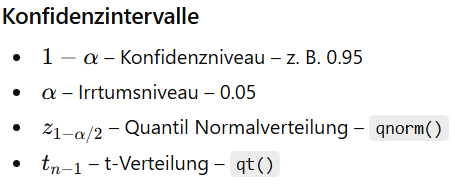 Konfidenzintervalle
• 1 − α – Konfidenzniveau – z. B. 0.95
• α – Irrtumsniveau – 0.05
• z₁₋α/₂ – Quantil Normalverteilung – qnorm()
• tₙ₋₁ – t-Verteilung – qt()